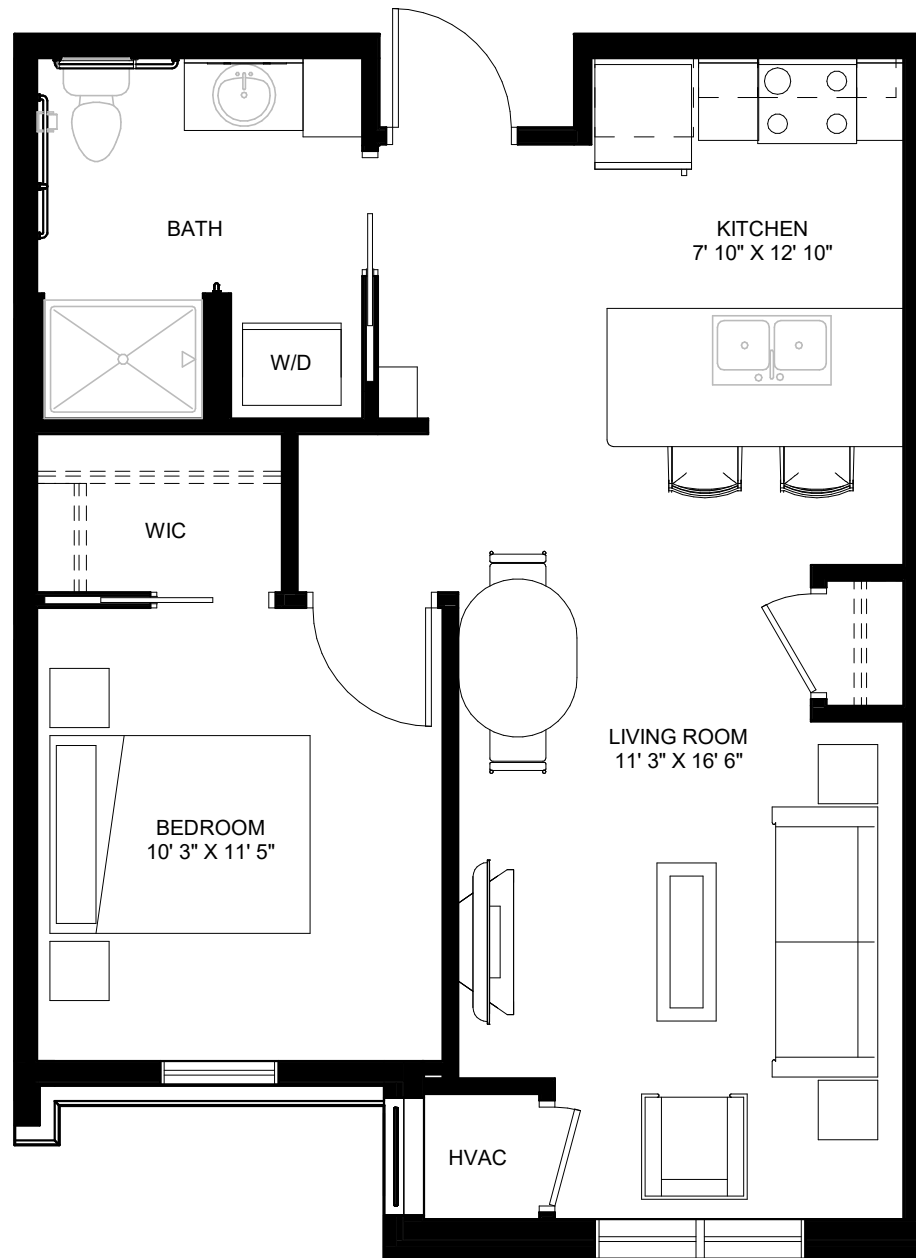 BATH
KITCHEN
7' 10" X 12' 10"
W/D
WIC
LIVING ROOM
11' 3" X 16' 6"
BEDROOM
10' 3" X 11' 5"
HVAC